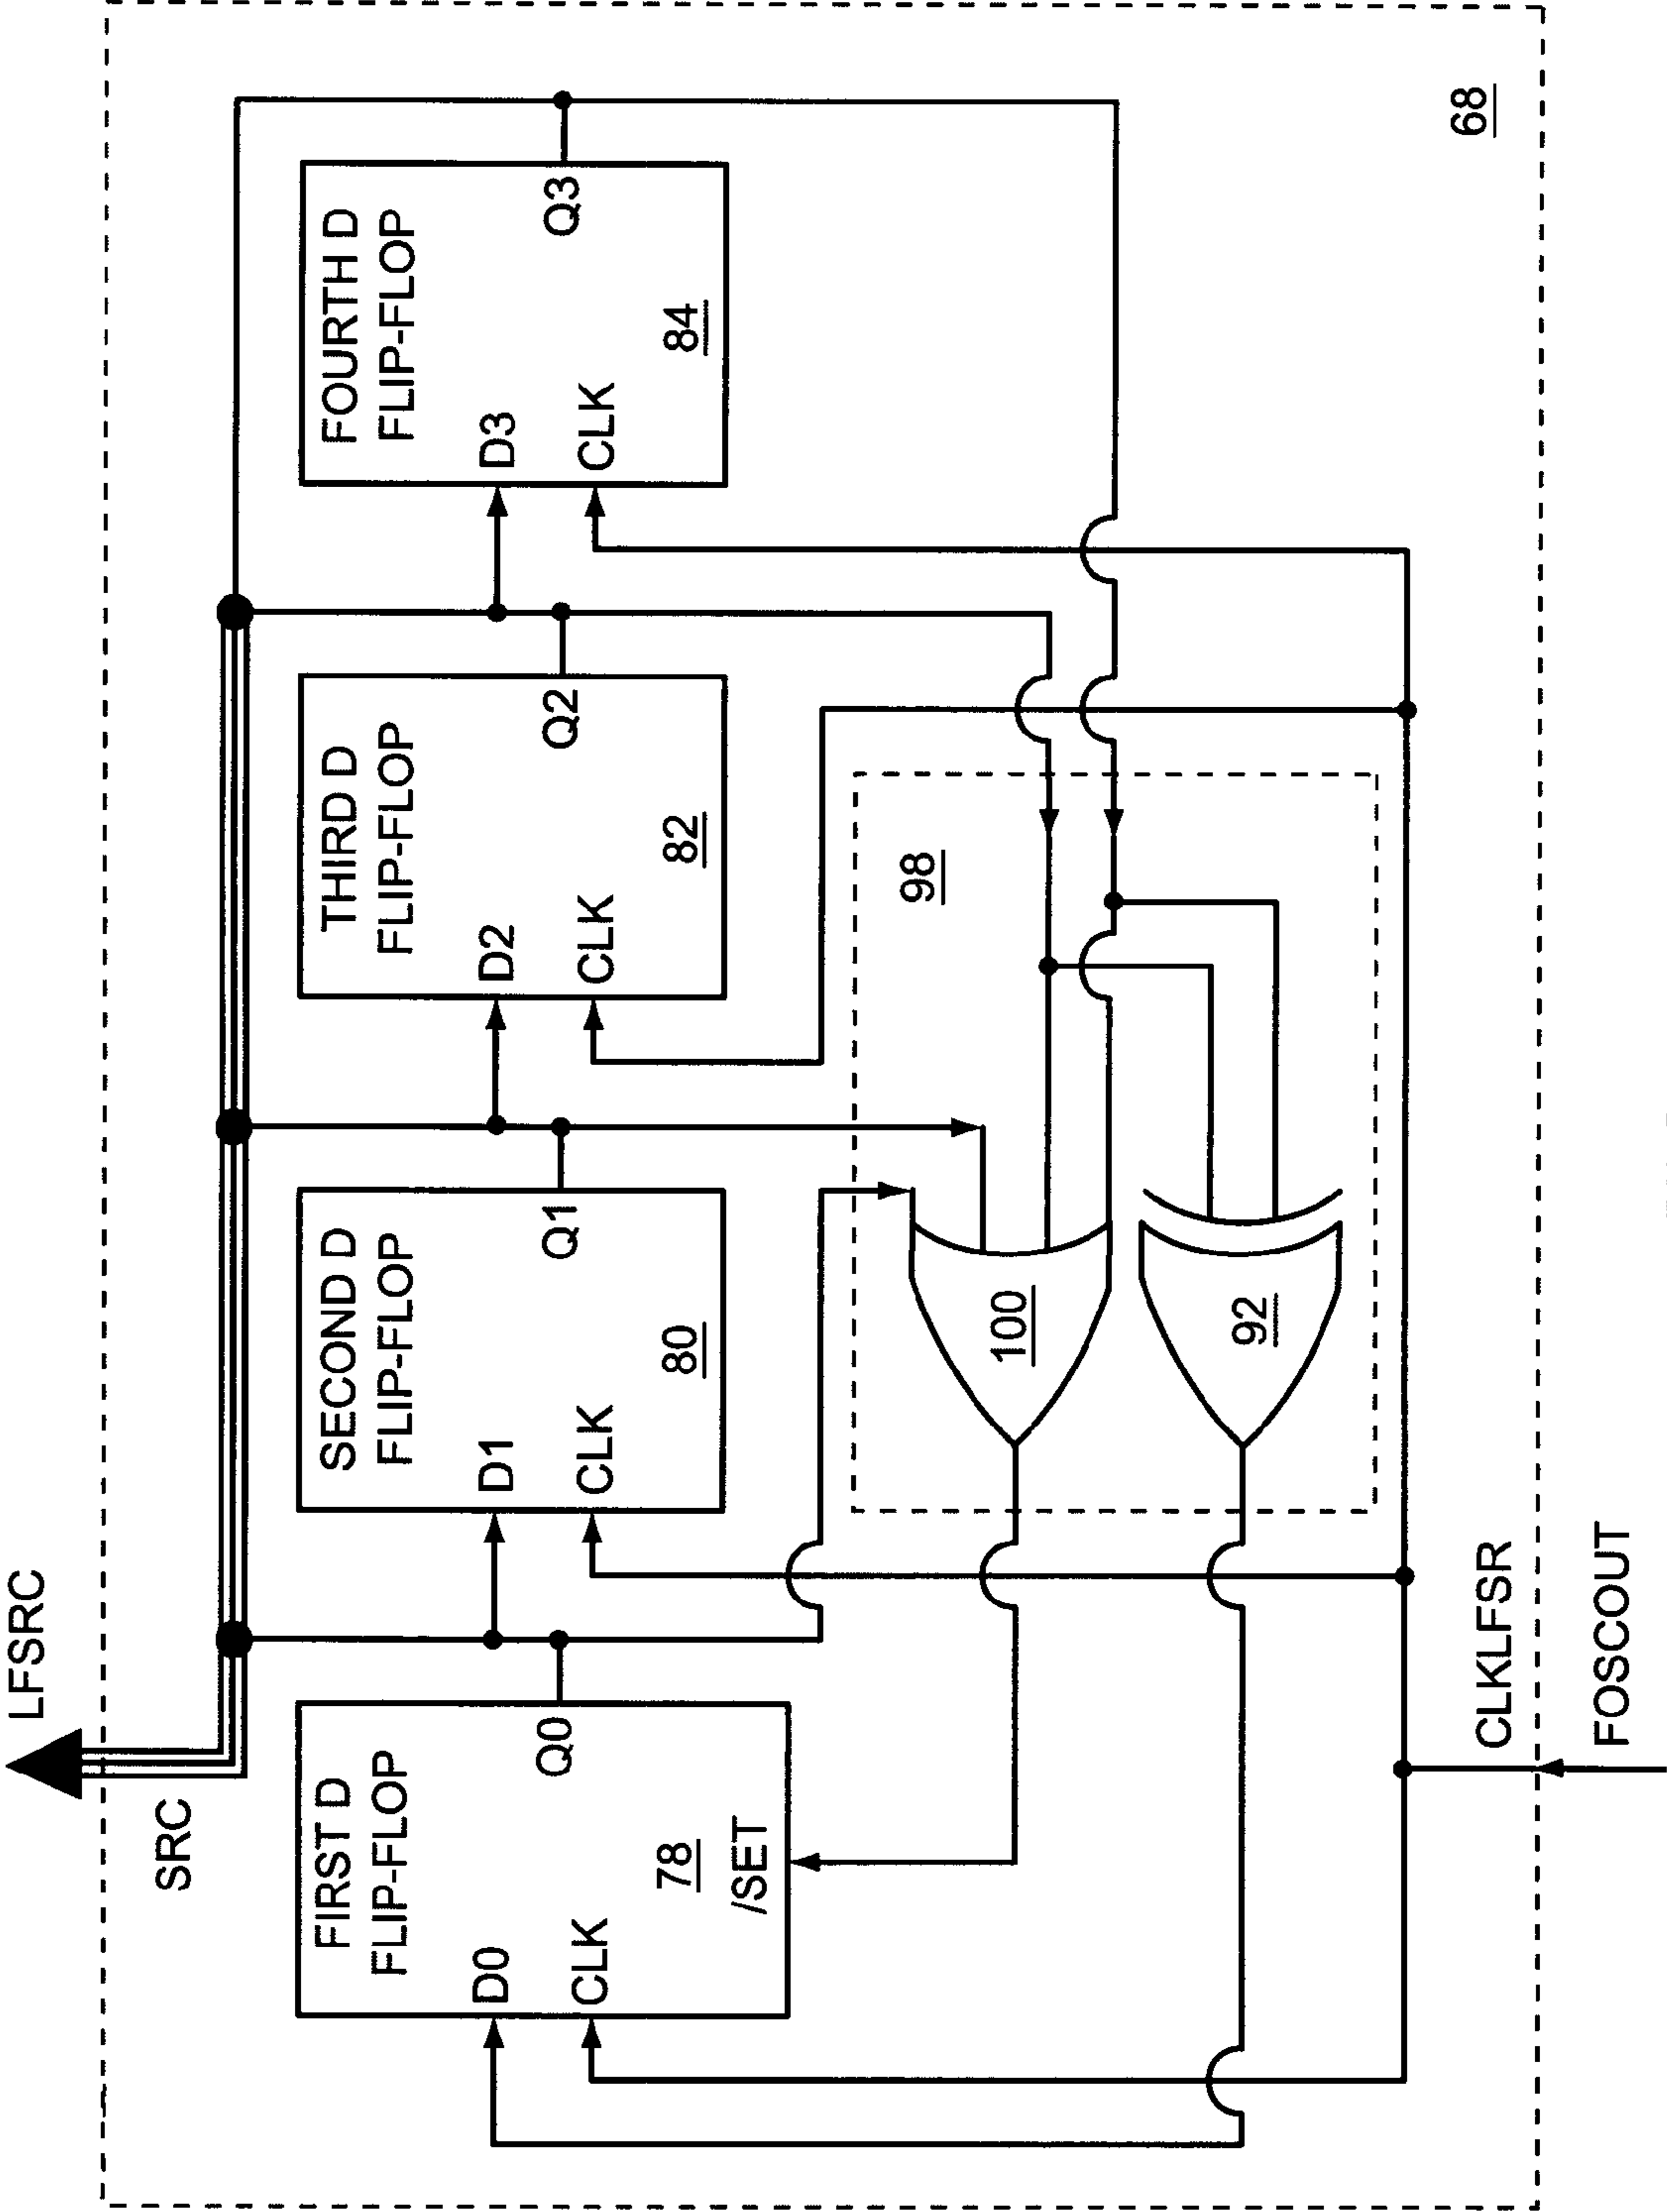 LFSRC
SRC
FIRST D
FLIP-FLOP
D0
Q0
CLK
78
/SET
SECOND D
FLIP-FLOP
D1
Q1
CLK
80
THIRD D
FLIP-FLOP
D2
Q2
CLK
82
FOURTH D
FLIP-FLOP
D3
Q3
CLK
84
98
100
92
68
CLKLFSR
FOSCOUT